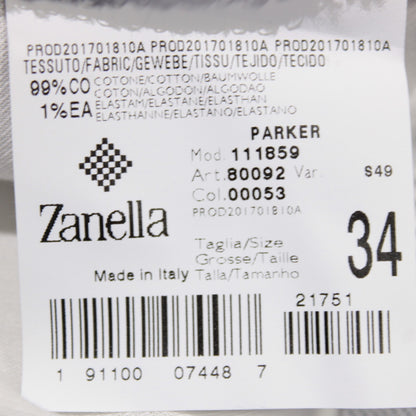 PROD201701810A PROD201701810A PROD201701810A
TESSUTO/FABRIC/GEWEBE/TISSU/TEJIDO/TECIDO
99%CO COTONE/COTTON/BAUMWOLLE
COTON/ALGODON/ALGODAO
1%EA ELASTAM/ELASTANE/ELASTHAN
ELASTHANNE/ELASTANO/ELASTANO
PARKER
Mod. 111859
Art. 80092 Var. S49
Col. 00053
PROD201701810A
Zanella
Taglia/Size
Grosse/Taille
Talla/Tamanho
34
Made in Italy
21751
1 91100 07448 7